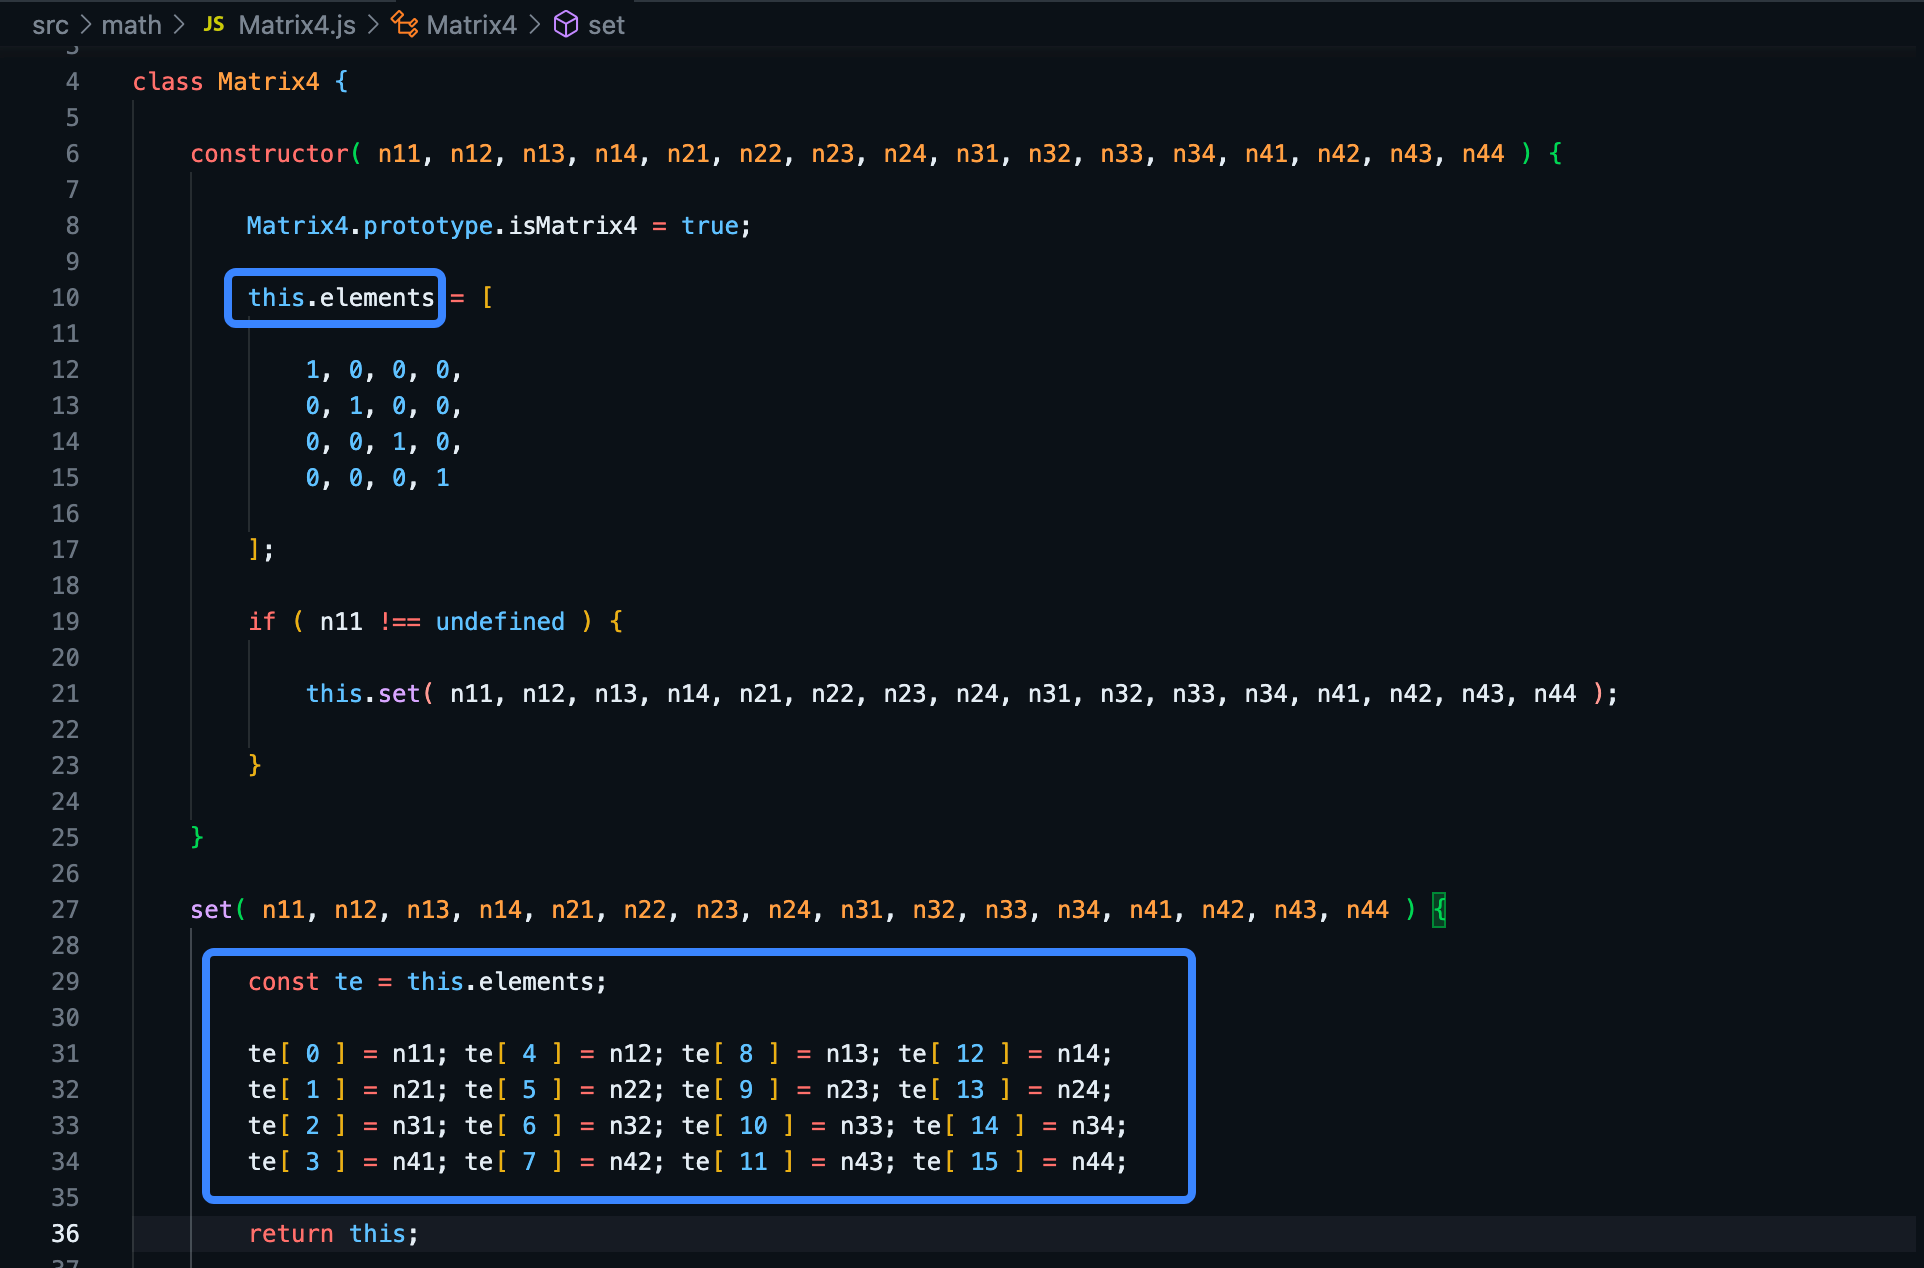 src > math > JS Matrix4.js > Matrix4 > set
3
4 class Matrix4 {
5
6 constructor( n11, n12, n13, n14, n21, n22, n23, n24, n31, n32, n33, n34, n41, n42, n43, n44 ) {
7
8 Matrix4.prototype.isMatrix4 = true;
9
10 this.elements = [
11
12 1, 0, 0, 0,
13 0, 1, 0, 0,
14 0, 0, 1, 0,
15 0, 0, 0, 1
16
17 ];
18
19 if ( n11 !== undefined ) {
20
21 this.set( n11, n12, n13, n14, n21, n22, n23, n24, n31, n32, n33, n34, n41, n42, n43, n44 );
22
23 }
24
25 }
26
27 set( n11, n12, n13, n14, n21, n22, n23, n24, n31, n32, n33, n34, n41, n42, n43, n44 ) {
28
29 const te = this.elements;
30
31 te[ 0 ] = n11; te[ 4 ] = n12; te[ 8 ] = n13; te[ 12 ] = n14;
32 te[ 1 ] = n21; te[ 5 ] = n22; te[ 9 ] = n23; te[ 13 ] = n24;
33 te[ 2 ] = n31; te[ 6 ] = n32; te[ 10 ] = n33; te[ 14 ] = n34;
34 te[ 3 ] = n41; te[ 7 ] = n42; te[ 11 ] = n43; te[ 15 ] = n44;
35
36 return this;
37